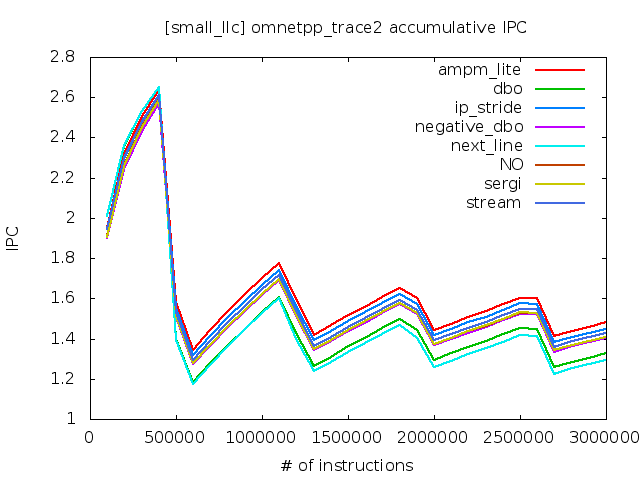 [small_llc] omnetpp_trace2 accumulative IPC
2.8
2.6
2.4
2.2
2
1.8
1.6
1.4
1.2
1
IPC
ampm_lite
dbo
ip_stride
negative_dbo
next_line
NO
sergi
stream
0 500000 1000000 1500000 2000000 2500000 3000000
# of instructions